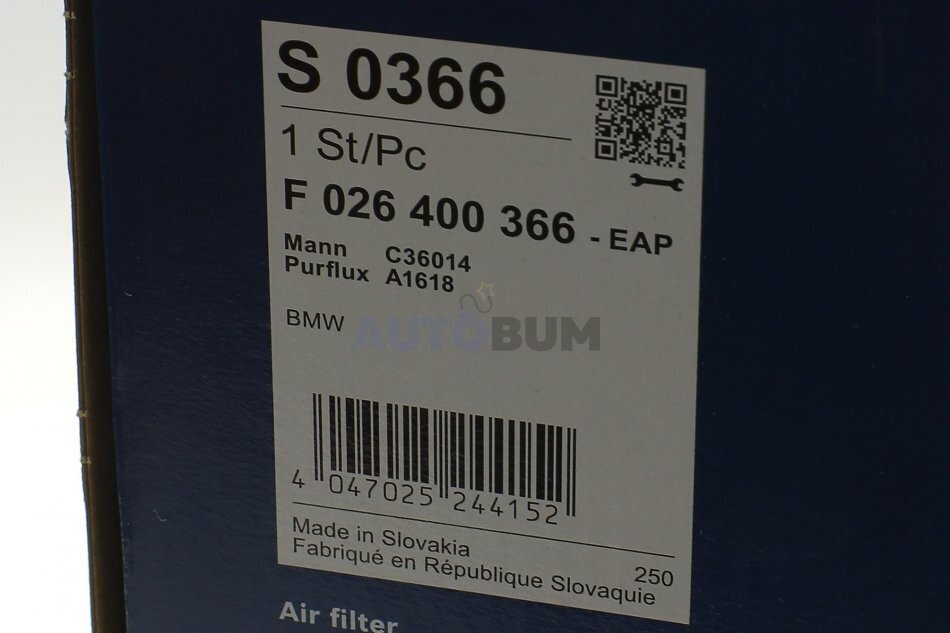 S 0366
1 St/Pc
F 026 400 366 - EAP
Mann C36014
Purflux A1618
BMW
AUTOBUM
4 047025 244152
Made in Slovakia
Fabriqué en République Slovaquie
250
Air filter